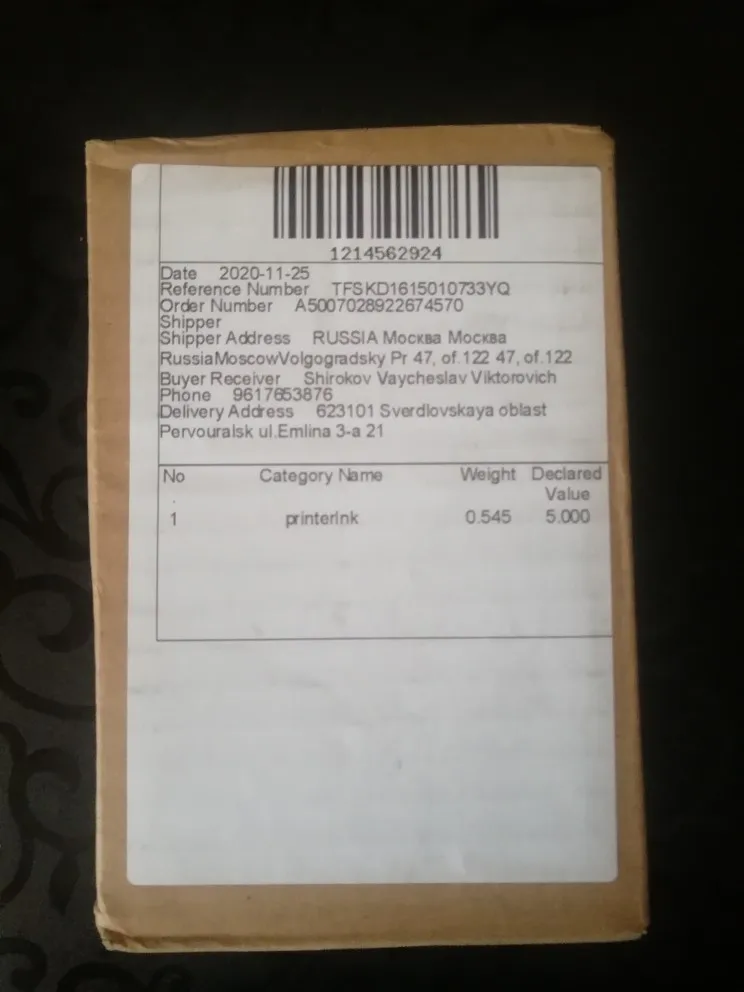 1214562924
Date 2020-11-25
Reference Number TFSKD1615010733YQ
Order Number A5007028922674570
Shipper
Shipper Address RUSSIA Москва Москва
RussiaMoscowVolgogradsky Pr 47, of.122 47, of.122
Buyer Receiver Shirokov Vaycheslav Viktorovich
Phone 9617653876
Delivery Address 623101 Sverdlovskaya oblast
Pervouralsk ul.Emlina 3-a 21
No Category Name Weight Declared
. Value
1 printerInk 0.545 5.000